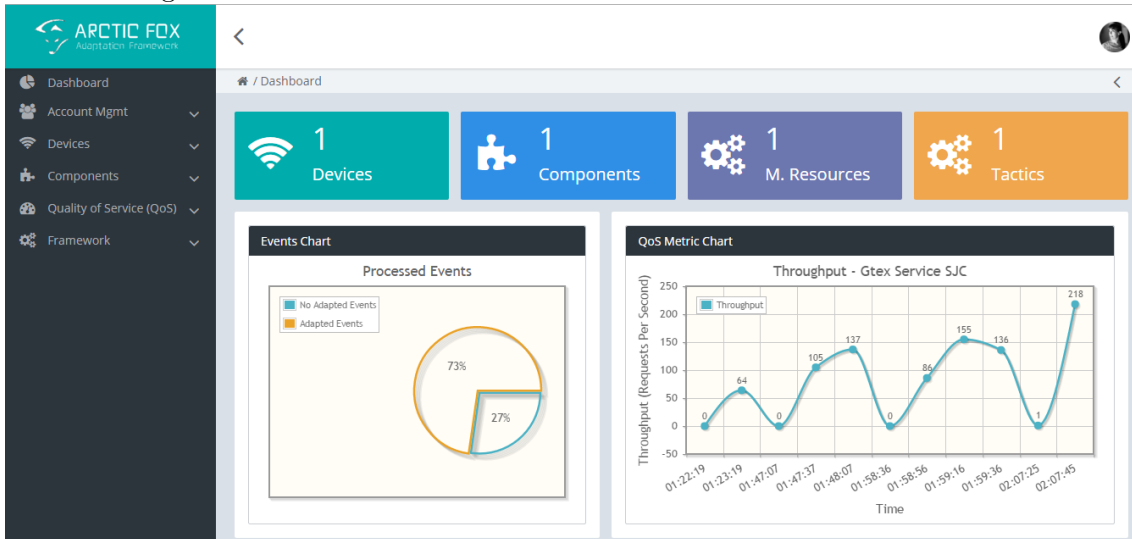 ARCTIC FOX
Adaptation Framework
Dashboard
Account Mgmt
Devices
Components
Quality of Service (QoS)
Framework
/ Dashboard
1
Devices
1
Components
1
M. Resources
1
Tactics
Events Chart
Processed Events
No Adapted Events
Adapted Events
73%
27%
QoS Metric Chart
Throughput - Gtex Service SJC
Throughput (Requests Per Second)
250
200
150
100
50
0
-50
Throughput
0
64
0
105
137
0
86
155
136
1
218
01:22:19
01:23:19
01:47:07
01:47:37
01:48:07
01:58:36
01:58:56
01:59:16
01:59:36
02:07:25
02:07:45
Time